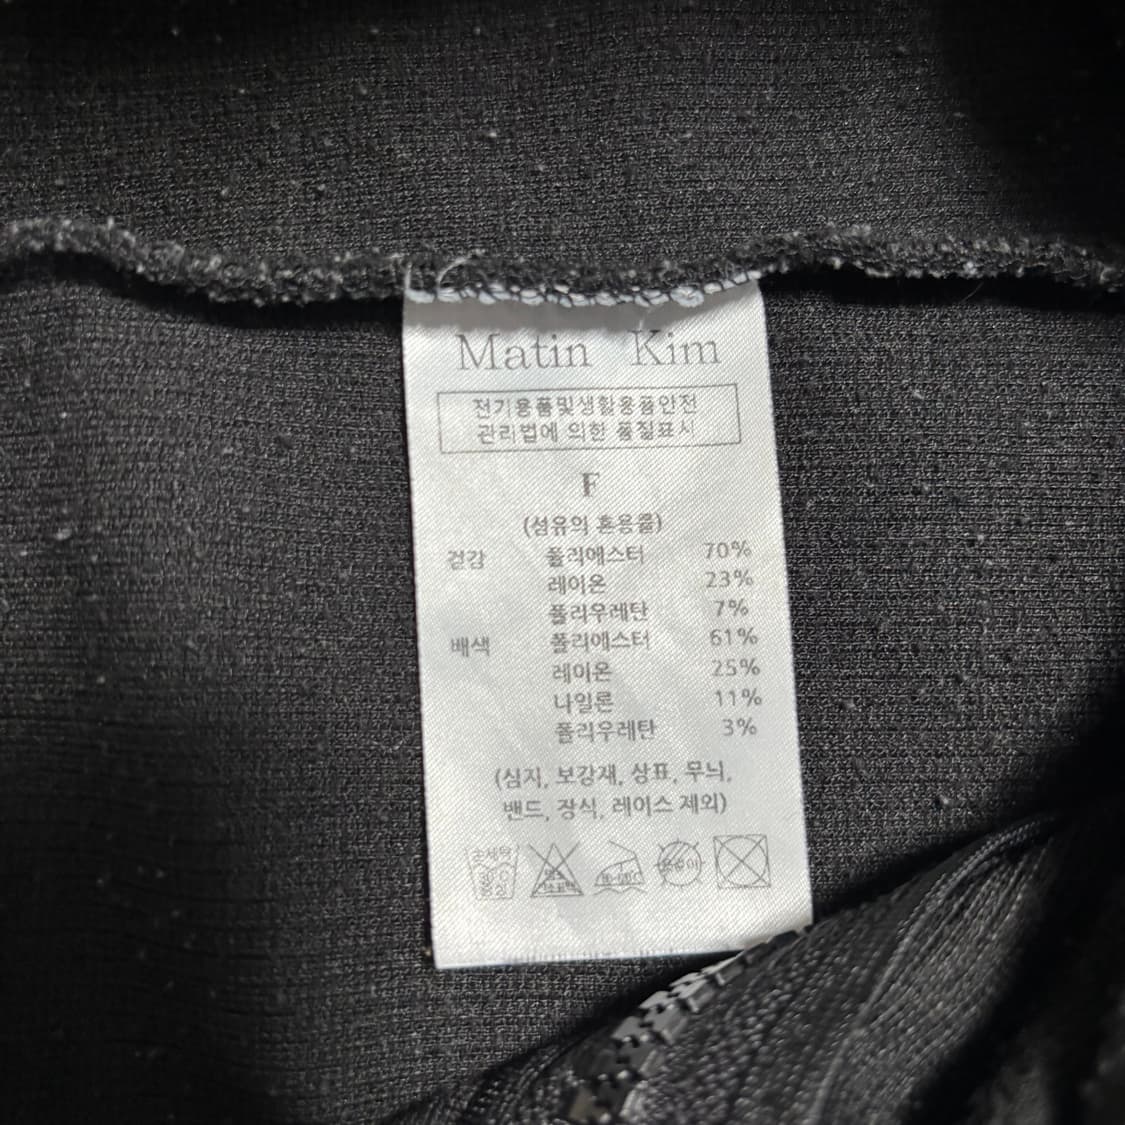 Matin Kim
전기용품및생활용품안전
관리법에 의한 품질표시
F
(섬유의 혼용률)
겉감 폴리에스터 70%
레이온 23%
폴리우레탄 7%
배색 폴리에스터 61%
레이온 25%
나일론 11%
폴리우레탄 3%
(심지, 보강재, 상표, 무늬,
밴드, 장식, 레이스 제외)
손세탁